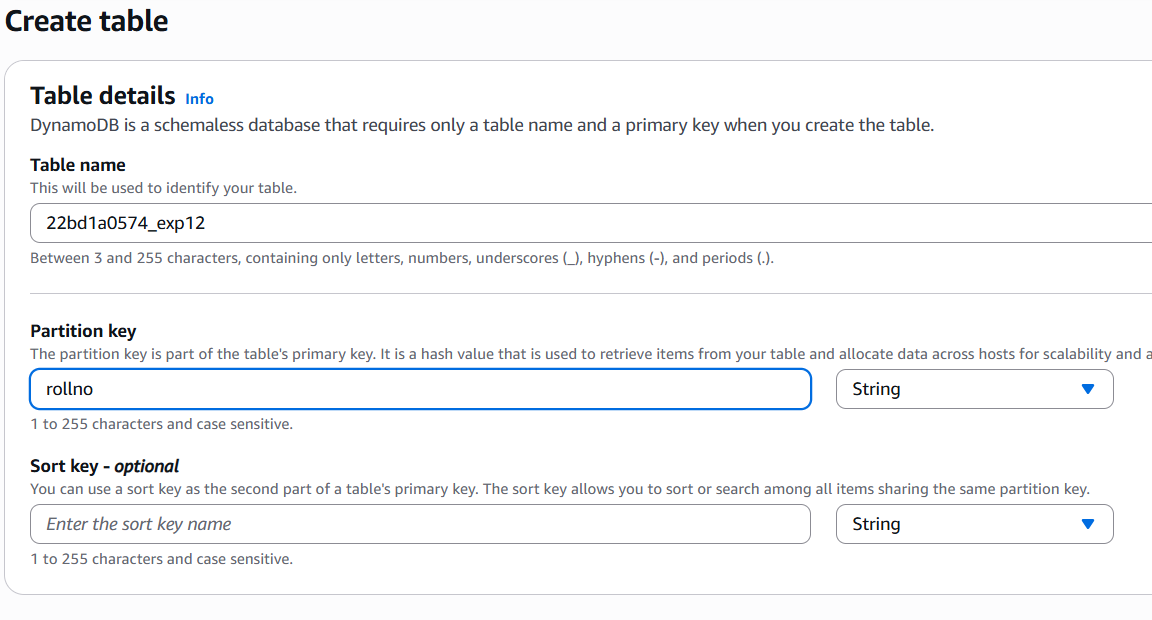 Create table
Table details Info
DynamoDB is a schemaless database that requires only a table name and a primary key when you create the table.
Table name
This will be used to identify your table.
22bd1a0574_exp12
Between 3 and 255 characters, containing only letters, numbers, underscores (_), hyphens (-), and periods (.).
Partition key
The partition key is part of the table's primary key. It is a hash value that is used to retrieve items from your table and allocate data across hosts for scalability and a
rollno
String
1 to 255 characters and case sensitive.
Sort key - optional
You can use a sort key as the second part of a table's primary key. The sort key allows you to sort or search among all items sharing the same partition key.
Enter the sort key name
String
1 to 255 characters and case sensitive.